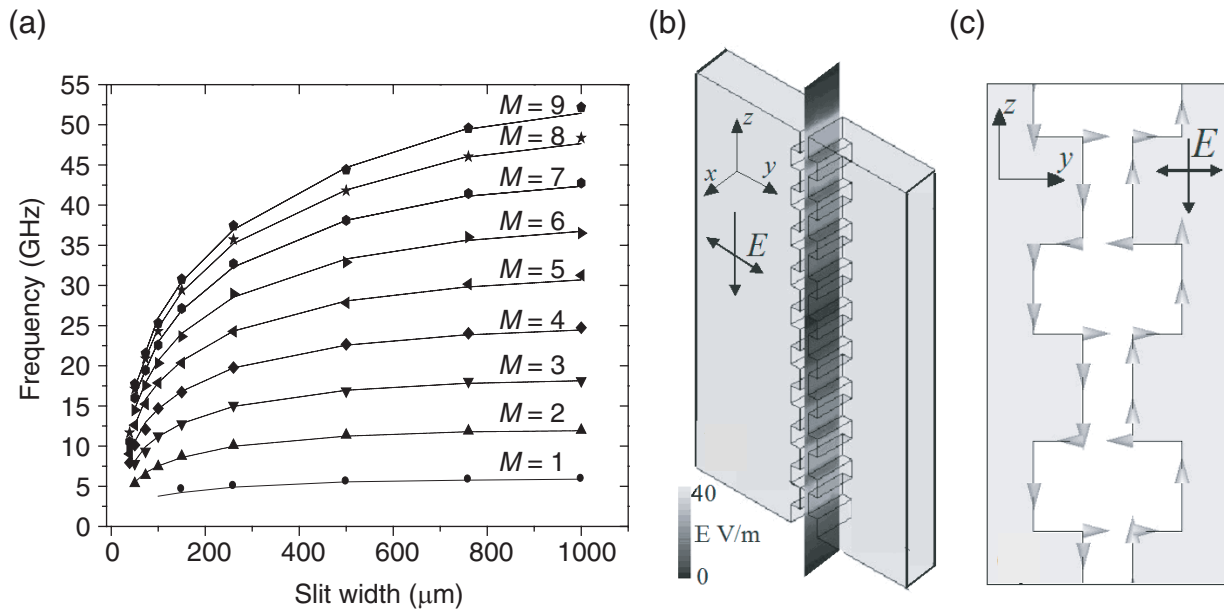 (a)
55
50
45
40
35
30
25
20
15
10
5
0
Frequency (GHz)
M = 9
M = 8
M = 7
M = 6
M = 5
M = 4
M = 3
M = 2
M = 1
0 200 400 600 800 1000
Slit width (μm)
(b)
z
x y
E
40
E V/m
0
(c)
z
y
E